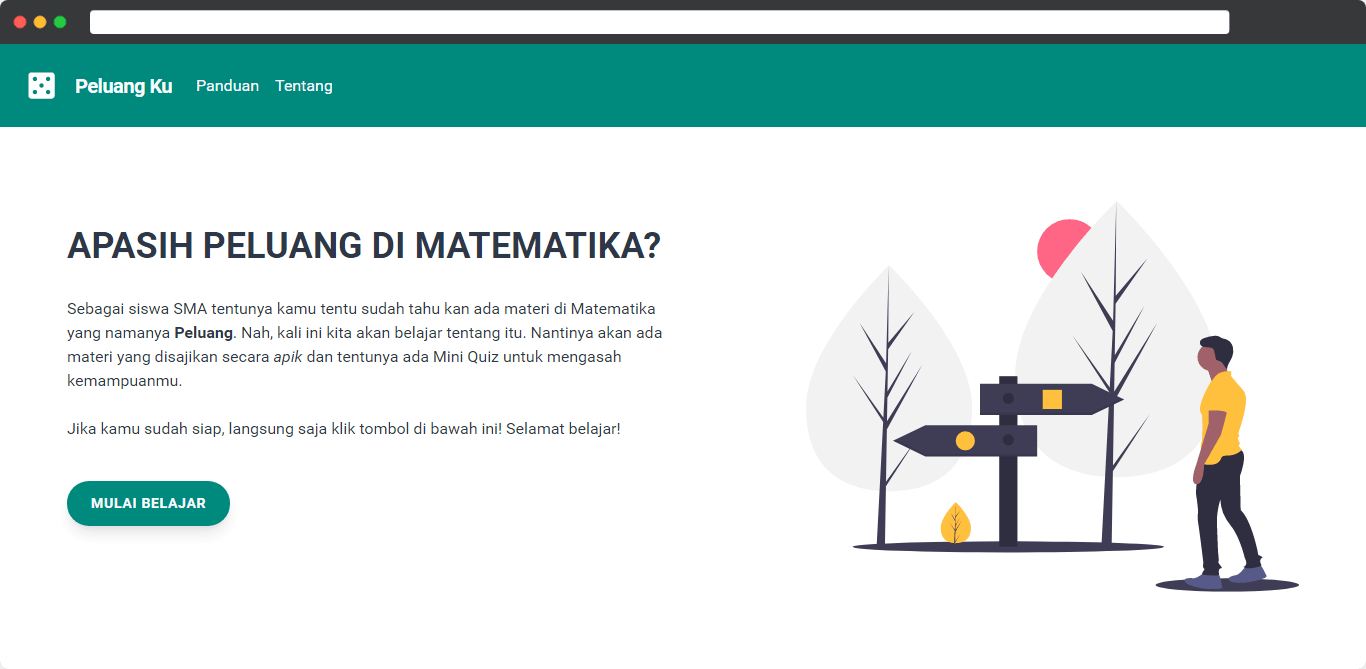 Peluang Ku Panduan Tentang
APASIH PELUANG DI MATEMATIKA?
Sebagai siswa SMA tentunya kamu tentu sudah tahu kan ada materi di Matematika
yang namanya Peluang. Nah, kali ini kita akan belajar tentang itu. Nantinya akan ada
materi yang disajikan secara apik dan tentunya ada Mini Quiz untuk mengasah
kemampuanmu.
Jika kamu sudah siap, langsung saja klik tombol di bawah ini! Selamat belajar!
MULAI BELAJAR